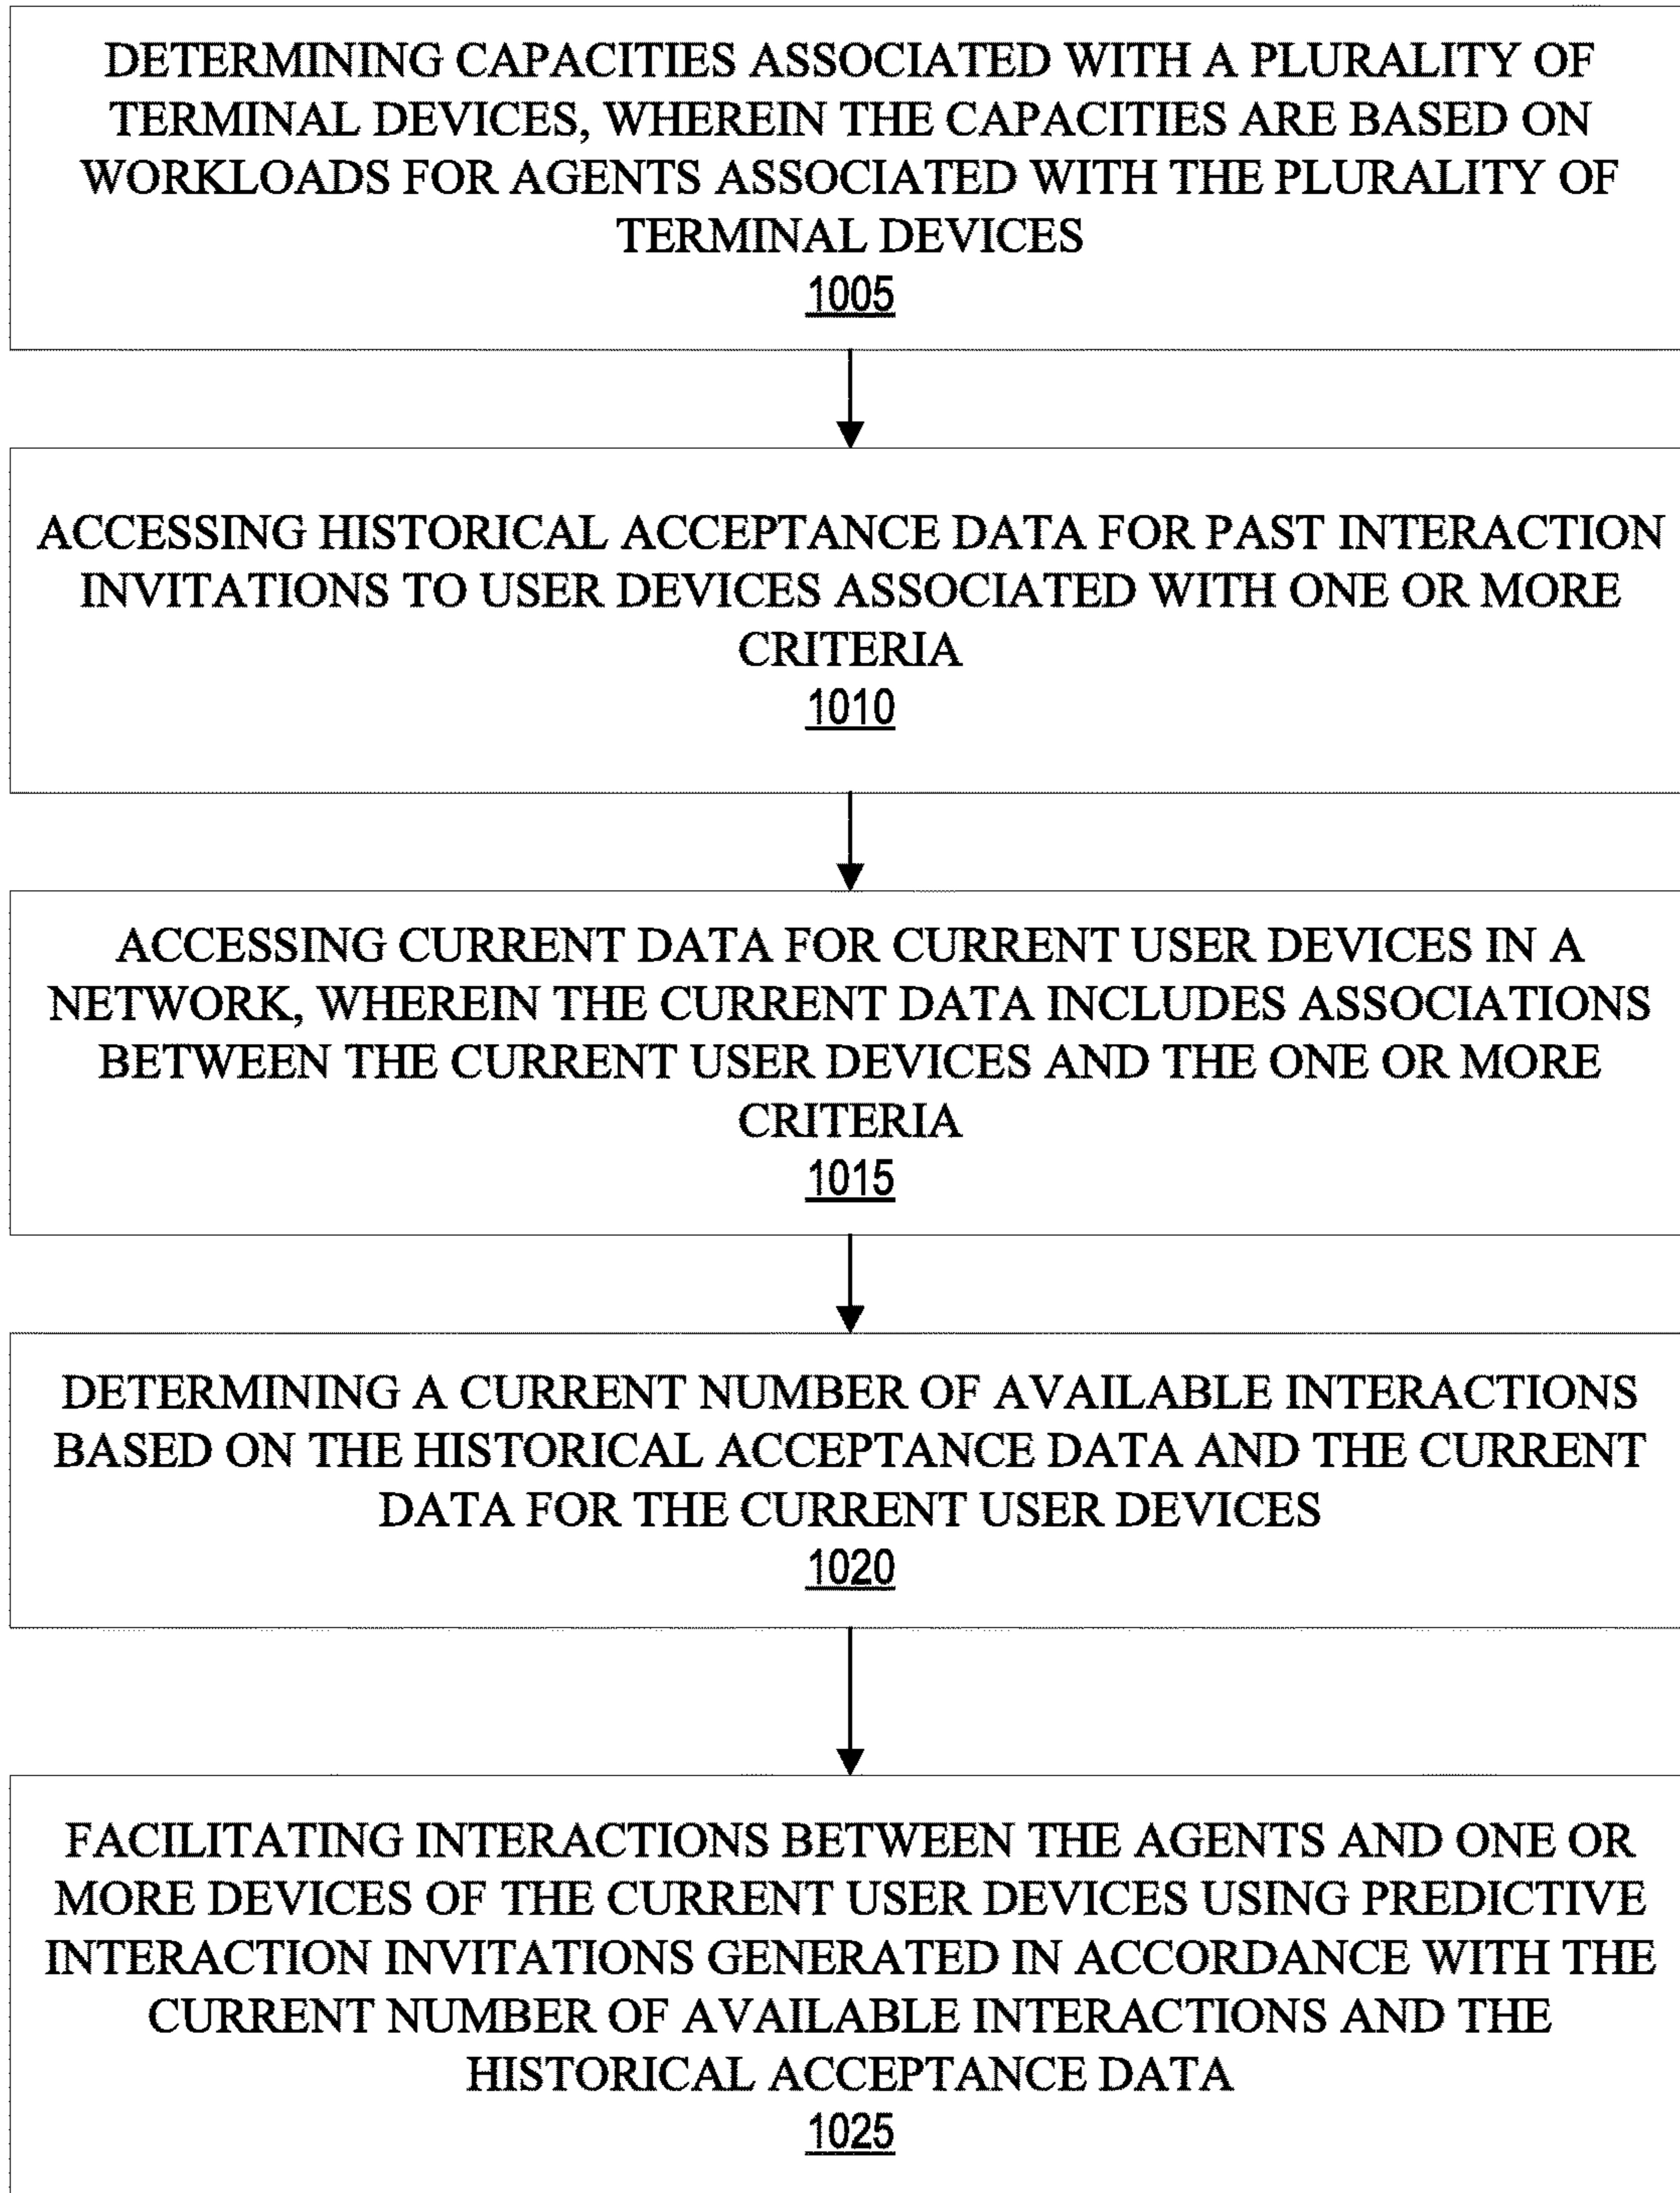 DETERMINING CAPACITIES ASSOCIATED WITH A PLURALITY OF
TERMINAL DEVICES, WHEREIN THE CAPACITIES ARE BASED ON
WORKLOADS FOR AGENTS ASSOCIATED WITH THE PLURALITY OF
TERMINAL DEVICES
1005
ACCESSING HISTORICAL ACCEPTANCE DATA FOR PAST INTERACTION
INVITATIONS TO USER DEVICES ASSOCIATED WITH ONE OR MORE
CRITERIA
1010
ACCESSING CURRENT DATA FOR CURRENT USER DEVICES IN A
NETWORK, WHEREIN THE CURRENT DATA INCLUDES ASSOCIATIONS
BETWEEN THE CURRENT USER DEVICES AND THE ONE OR MORE
CRITERIA
1015
DETERMINING A CURRENT NUMBER OF AVAILABLE INTERACTIONS
BASED ON THE HISTORICAL ACCEPTANCE DATA AND THE CURRENT
DATA FOR THE CURRENT USER DEVICES
1020
FACILITATING INTERACTIONS BETWEEN THE AGENTS AND ONE OR
MORE DEVICES OF THE CURRENT USER DEVICES USING PREDICTIVE
INTERACTION INVITATIONS GENERATED IN ACCORDANCE WITH THE
CURRENT NUMBER OF AVAILABLE INTERACTIONS AND THE
HISTORICAL ACCEPTANCE DATA
1025